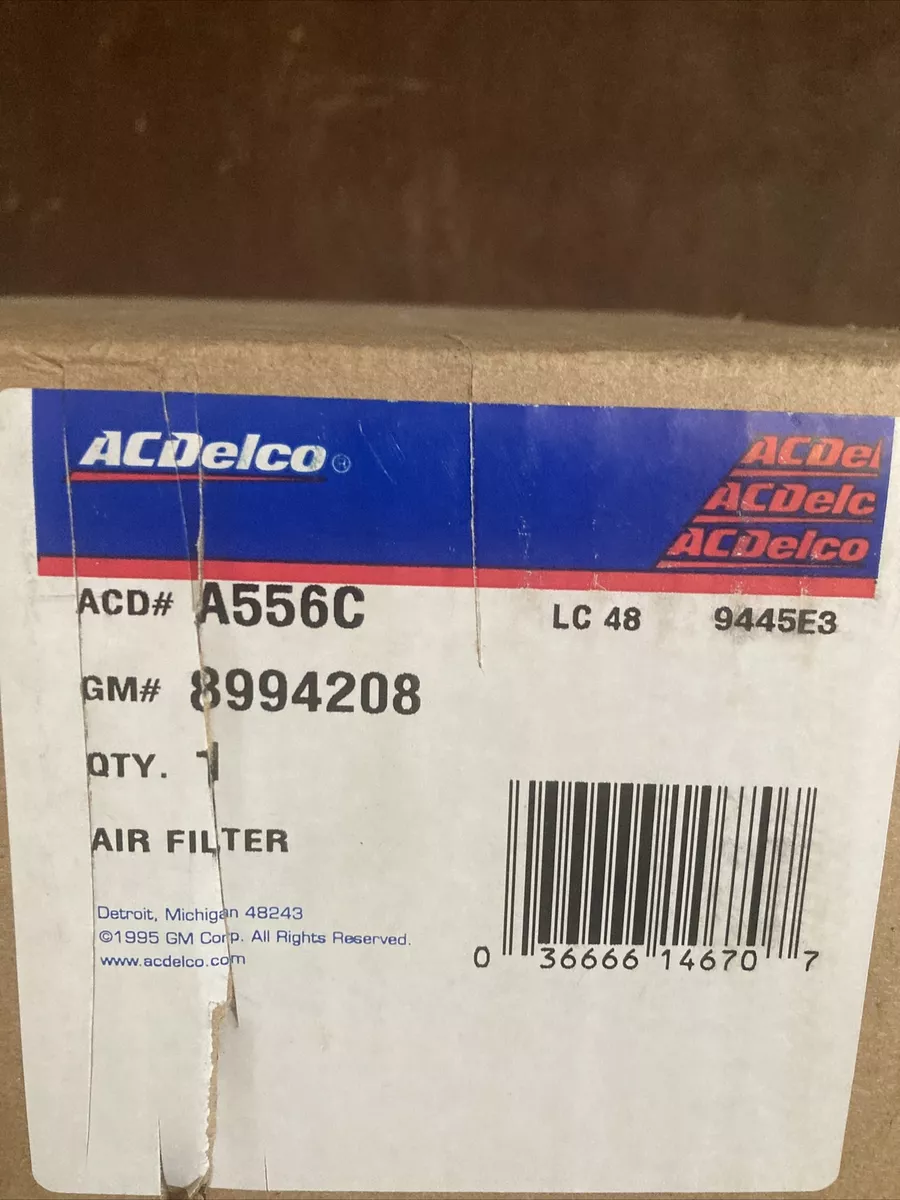 ACDelco®
ACDel
ACDelc
ACDelco
ACD# A556C LC 48 9445E3
GM# 8994208
QTY. 1
AIR FILTER
Detroit, Michigan 48243
©1995 GM Corp. All Rights Reserved.
www.acdelco.com
0 36666 14670 7